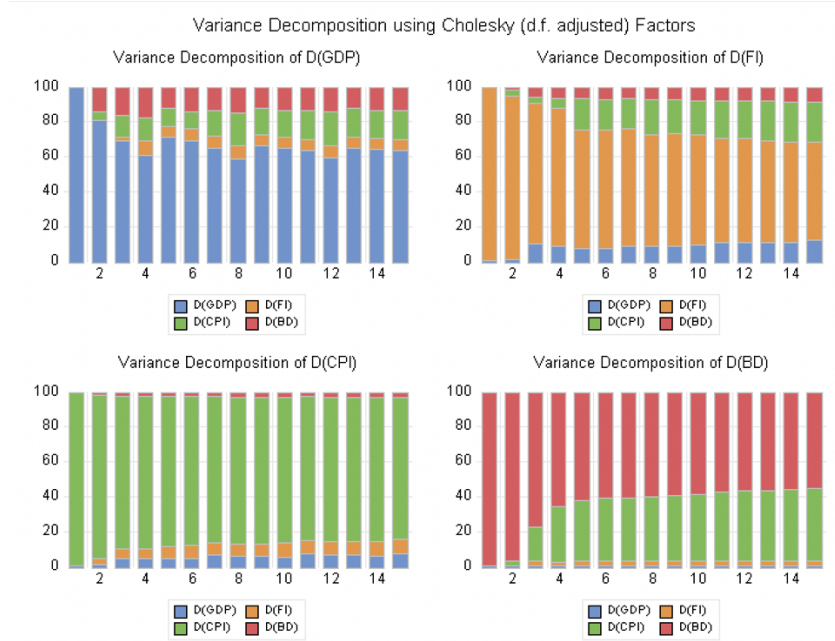 Variance Decomposition using Cholesky (d.f. adjusted) Factors
Variance Decomposition of D(GDP)
100
80
60
40
20
0
2 4 6 8 10 12 14
D(GDP) D(FI)
D(CPI) D(BD)
Variance Decomposition of D(FI)
100
80
60
40
20
0
2 4 6 8 10 12 14
D(GDP) D(FI)
D(CPI) D(BD)
Variance Decomposition of D(CPI)
100
80
60
40
20
0
2 4 6 8 10 12 14
D(GDP) D(FI)
D(CPI) D(BD)
Variance Decomposition of D(BD)
100
80
60
40
20
0
2 4 6 8 10 12 14
D(GDP) D(FI)
D(CPI) D(BD)